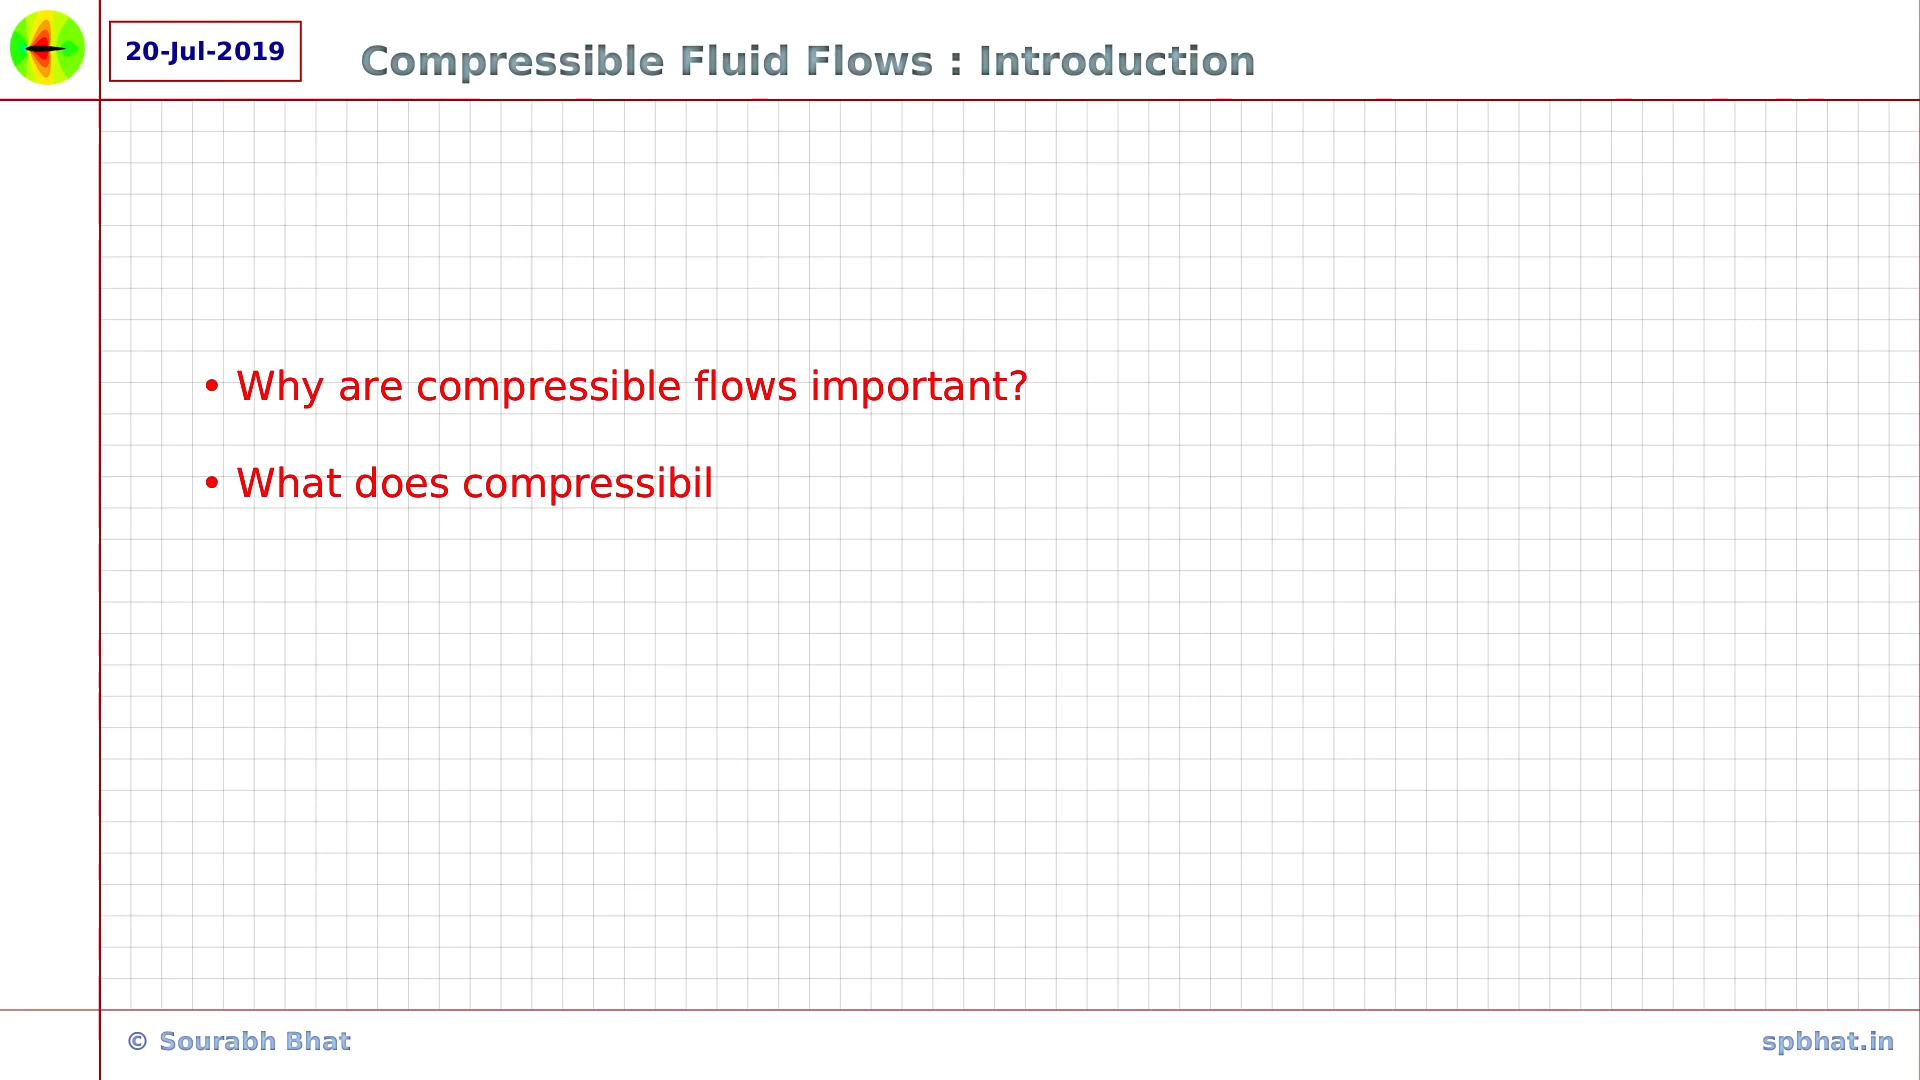 20-Jul-2019
Compressible Fluid Flows : Introduction
• Why are compressible flows important?
• What does compressibil
© Sourabh Bhat
spbhat.in